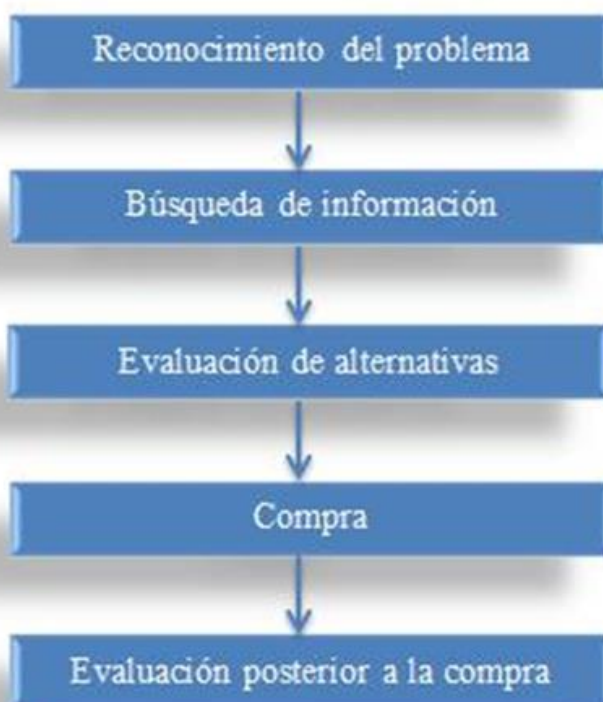 Reconocimiento del problema
Búsqueda de información
Evaluación de alternativas
Compra
Evaluación posterior a la compra